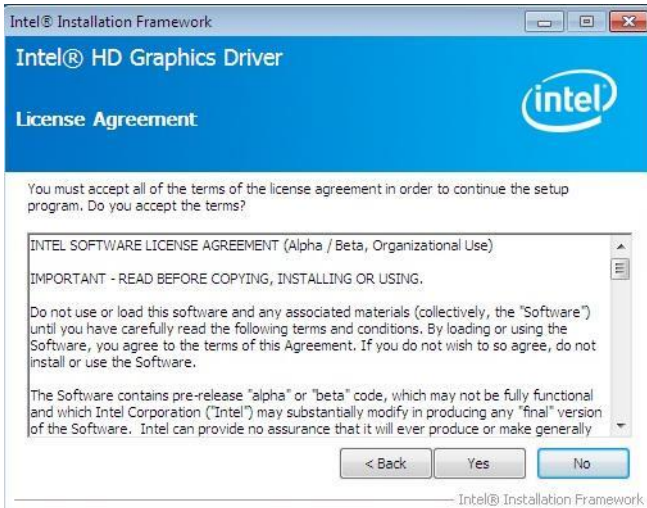 Intel® Installation Framework
Intel® HD Graphics Driver
License Agreement
intel
You must accept all of the terms of the license agreement in order to continue the setup
program. Do you accept the terms?
INTEL SOFTWARE LICENSE AGREEMENT (Alpha / Beta, Organizational Use)
IMPORTANT - READ BEFORE COPYING, INSTALLING OR USING.
Do not use or load this software and any associated materials (collectively, the "Software")
until you have carefully read the following terms and conditions. By loading or using the
Software, you agree to the terms of this Agreement. If you do not wish to so agree, do not
install or use the Software.
The Software contains pre-release "alpha" or "beta" code, which may not be fully functional
and which Intel Corporation ("Intel") may substantially modify in producing any "final" version
of the Software. Intel can provide no assurance that it will ever produce or make generally
< Back
Yes
No
Intel® Installation Framework